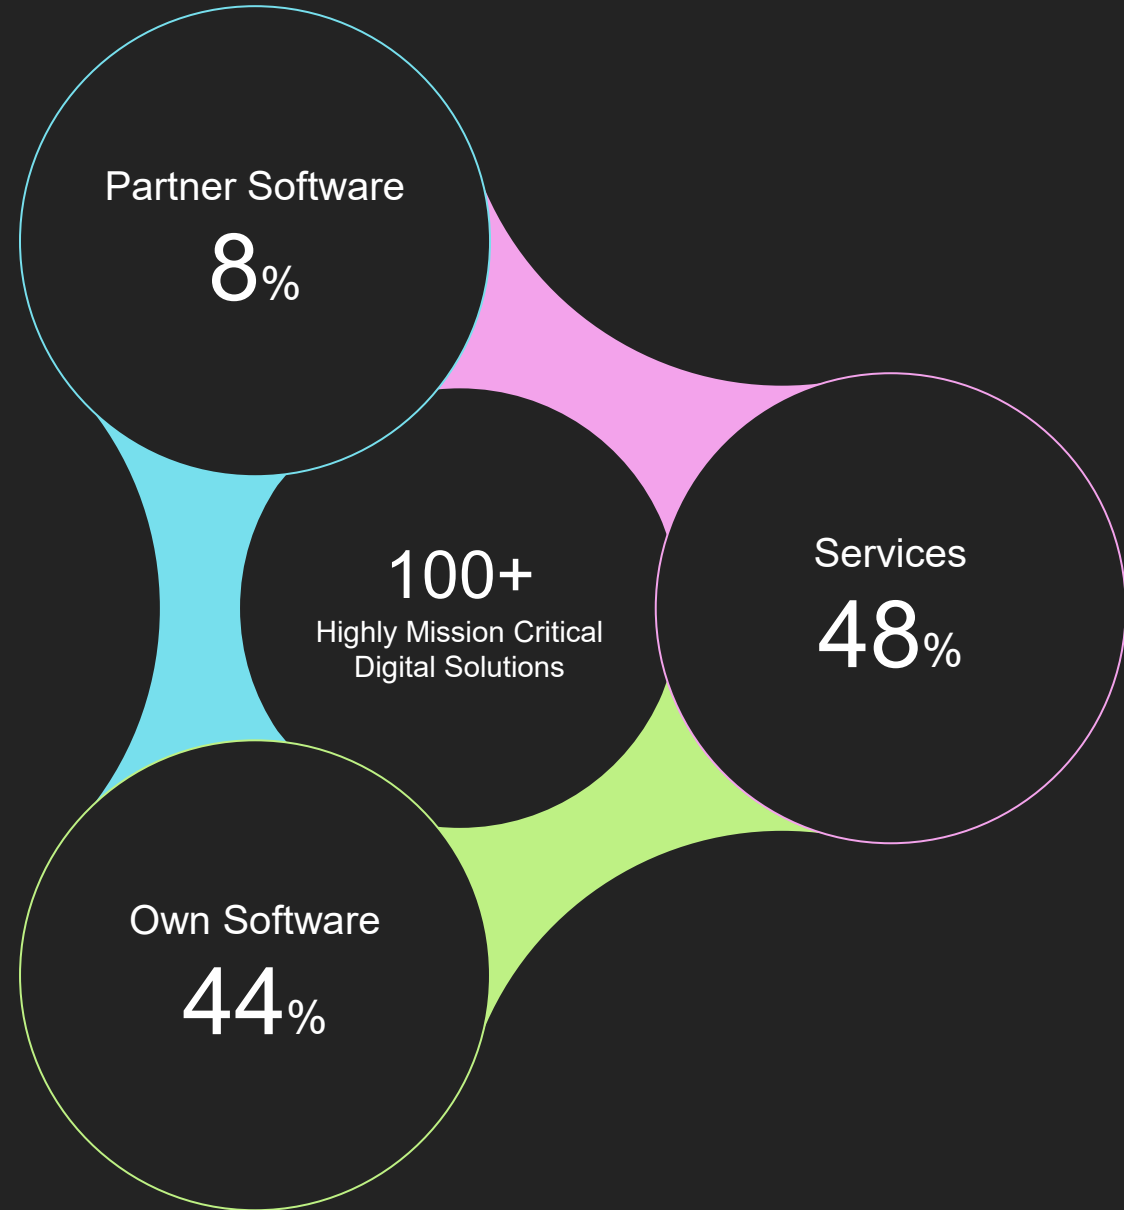 Partner Software
8%
100+
Highly Mission Critical
Digital Solutions
Services
48%
Own Software
44%